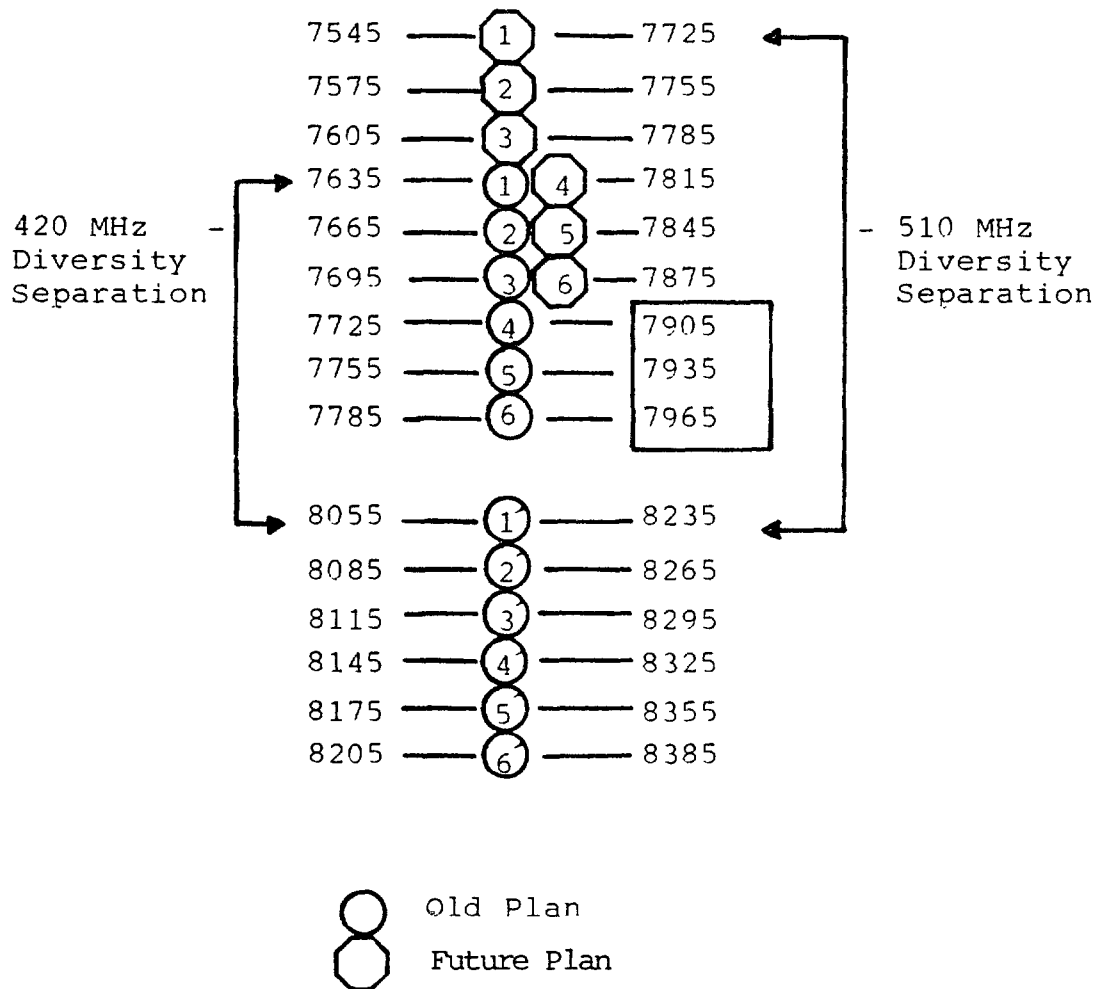 7545 1 7725
7575 2 7755
7605 3 7785
7635 1 4 7815
420 MHz - 7665 2 5 7845 - 510 MHz
Diversity Diversity
Separation 7695 3 6 7875 Separation
7725 4 7905
7755 5 7935
7785 6 7965
8055 1 8235
8085 2 8265
8115 3 8295
8145 4 8325
8175 5 8355
8205 6 8385
Old Plan
Future Plan